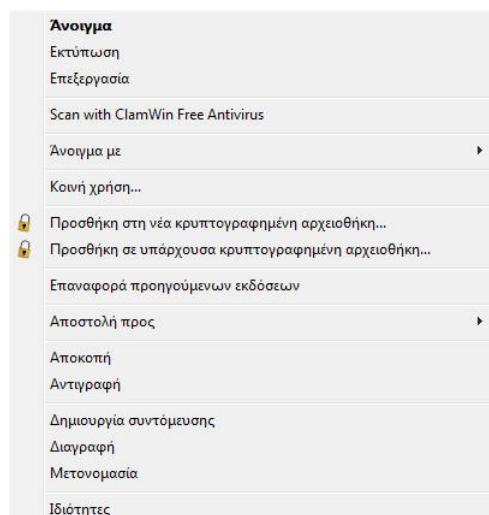 Άνοιγμα
Εκτύπωση
Επεξεργασία
Scan with ClamWin Free Antivirus
Άνοιγμα με
Κοινή χρήση...
Προσθήκη στη νέα κρυπτογραφημένη αρχειοθήκη...
Προσθήκη σε υπάρχουσα κρυπτογραφημένη αρχειοθήκη...
Επαναφορά προηγούμενων εκδόσεων
Αποστολή προς
Αποκοπή
Αντιγραφή
Δημιουργία συντόμευσης
Διαγραφή
Μετονομασία
Ιδιότητες